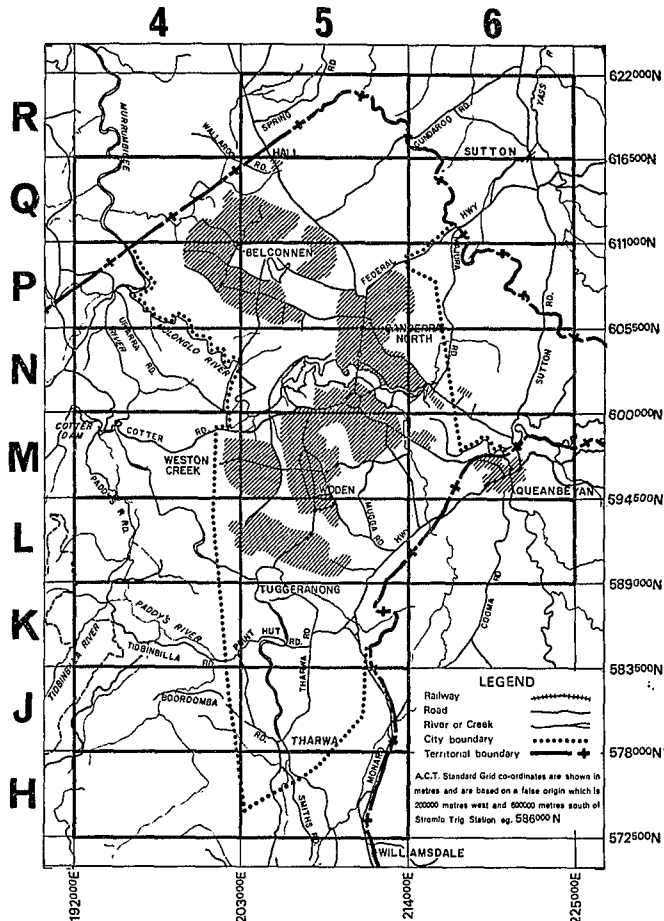 4 5 6
R
Q
P
N
M
L
K
J
H
622000N
616500N
611000N
605500N
600000N
594500N
589000N
583500N
578000N
572500N
192000E
203000E
214000E
225000E
MURRUMBIDGEE
WALLAROO
RD.
SPRING
RD
HALL
GUNDAROO RD.
SUTTON
YASS
R
HWY
FEDERAL
MAJURA
RD
BELCONNEN
CANBERRA
NORTH
SUTTON
RD.
URIARRA
RD.
RIVER
MOLONGLO RIVER
COTTER
DAM
COTTER
RD.
WESTON
CREEK
WODEN
MUGGA RD
HWY
QUEANBEYAN
PADDY'S R RD.
TUGGERANONG
COOMA RD
PADDY'S RIVER
TIDBINBILLA
RD.
TIDBINBILLA RIVER
POINT HUT RD.
THARWA RD
BOOROOMBA
RD.
THARWA
SMITHS RD.
MONARO
WILLIAMSDALE
LEGEND
Railway
Road
River or Creek
City boundary
Territorial boundary
A.C.T. Standard Grid co-ordinates are shown in
metres and are based on a false origin which is
200000 metres west and 600000 metres south of
Stromlo Trig Station eg. 586000 N